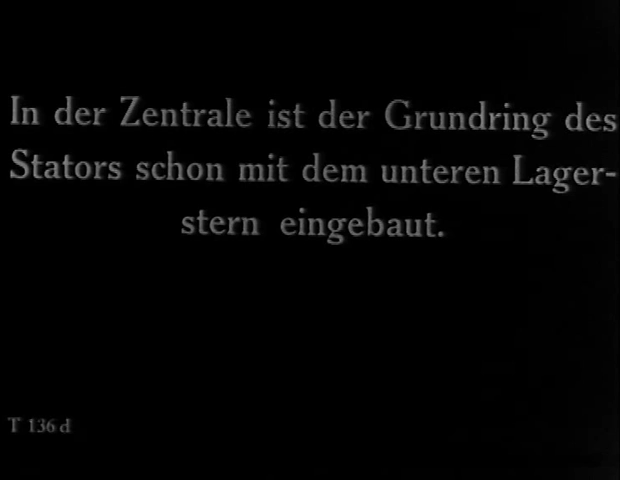 In der Zentrale ist der Grundring des
Stators schon mit dem unteren Lager-
stern eingebaut.
T 136 d